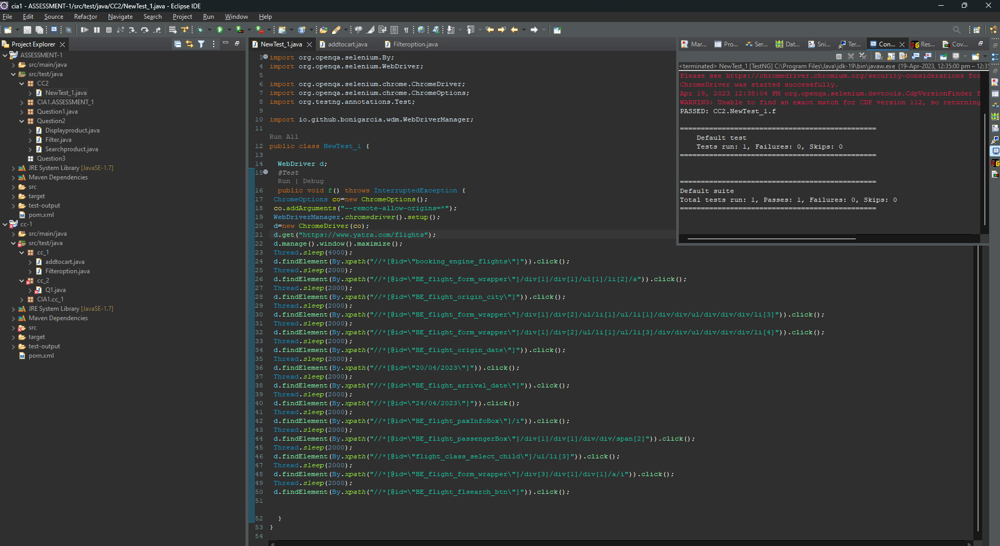 cia1 - ASSESSMENT-1/src/test/java/CC2/NewTest_1.java - Eclipse IDE
File Edit Source Refactor Navigate Search Project Run Window Help
Project Explorer
ASSESSMENT-1
src/main/java
src/test/java
CC2
NewTest_1.java
CIA1.ASSESSMENT_1
Question1.java
Question2
Displayproduct.java
Filter.java
Searchproduct.java
Question3
JRE System Library [JavaSE-1.7]
Maven Dependencies
src
target
test-output
pom.xml
cc-1
src/main/java
src/test/java
cc_1
addtocart.java
Filteroption.java
cc_2
Q1.java
CIA1.cc_1
JRE System Library [JavaSE-1.7]
Maven Dependencies
src
target
test-output
pom.xml
NewTest_1.java addtocart.java Filteroption.java
3 import org.openqa.selenium.By;
4 import org.openqa.selenium.WebDriver;
5
6 import org.openqa.selenium.chrome.ChromeDriver;
7 import org.openqa.selenium.chrome.ChromeOptions;
8 import org.testng.annotations.Test;
9
10 import io.github.bonigarcia.wdm.WebDriverManager;
11
Run All
12 public class NewTest_1 {
13
14 WebDriver d;
15 @Test
Run | Debug
16 public void f() throws InterruptedException {
17 ChromeOptions co=new ChromeOptions();
18 co.addArguments("--remote-allow-origins=*");
19 WebDriverManager.chromedriver().setup();
20 d=new ChromeDriver(co);
21 d.get("https://www.yatra.com/flights");
22 d.manage().window().maximize();
23 Thread.sleep(4000);
24 d.findElement(By.xpath("//*[@id=\"booking_engine_flights\"]")).click();
25 Thread.sleep(2000);
26 d.findElement(By.xpath("//*[@id=\"BE_flight_form_wrapper\"]/div[1]/div[1]/ul[1]/li[2]/a")).click();
27 Thread.sleep(2000);
28 d.findElement(By.xpath("//*[@id=\"BE_flight_origin_city\"]")).click();
29 Thread.sleep(2000);
30 d.findElement(By.xpath("//*[@id=\"BE_flight_form_wrapper\"]/div[1]/div[2]/ul/li[1]/ul/li[1]/div/div/ul/div/div/div/li[3]")).click();
31 Thread.sleep(2000);
32 d.findElement(By.xpath("//*[@id=\"BE_flight_form_wrapper\"]/div[1]/div[2]/ul/li[1]/ul/li[3]/div/div/ul/div/div/div/li[4]")).click();
33 Thread.sleep(2000);
34 d.findElement(By.xpath("//*[@id=\"BE_flight_origin_date\"]")).click();
35 Thread.sleep(2000);
36 d.findElement(By.xpath("//*[@id=\"20/04/2023\"]")).click();
37 Thread.sleep(2000);
38 d.findElement(By.xpath("//*[@id=\"BE_flight_arrival_date\"]")).click();
39 Thread.sleep(2000);
40 d.findElement(By.xpath("//*[@id=\"24/04/2023\"]")).click();
41 Thread.sleep(2000);
42 d.findElement(By.xpath("//*[@id=\"BE_flight_paxInfoBox\"]/i")).click();
43 Thread.sleep(2000);
44 d.findElement(By.xpath("//*[@id=\"BE_flight_passengerBox\"]/div[1]/div[1]/div/div/span[2]")).click();
45 Thread.sleep(2000);
46 d.findElement(By.xpath("//*[@id=\"flight_class_select_child\"]/ul/li[3]")).click();
47 Thread.sleep(2000);
48 d.findElement(By.xpath("//*[@id=\"BE_flight_form_wrapper\"]/div[3]/div[1]/div[1]/a/i")).click();
49 Thread.sleep(2000);
50 d.findElement(By.xpath("//*[@id=\"BE_flight_flsearch_btn\"]")).click();
51
52 }
53 }
54
Mar... Pro... Ser... Dat... Sni... Ter... Con... Res... Cov...
<terminated> NewTest_1 [TestNG] C:\Program Files\Java\jdk-19\bin\javaw.exe (19-Apr-2023, 12:35:00 pm – 12:3
Please see https://chromedriver.chromium.org/security-considerations for
ChromeDriver was started successfully.
Apr 19, 2023 12:35:04 PM org.openqa.selenium.devtools.CdpVersionFinder f
WARNING: Unable to find an exact match for CDP version 112, so returning
PASSED: CC2.NewTest_1.f
===============================================
Default test
Tests run: 1, Failures: 0, Skips: 0
===============================================
===============================================
Default suite
Total tests run: 1, Passes: 1, Failures: 0, Skips: 0
===============================================